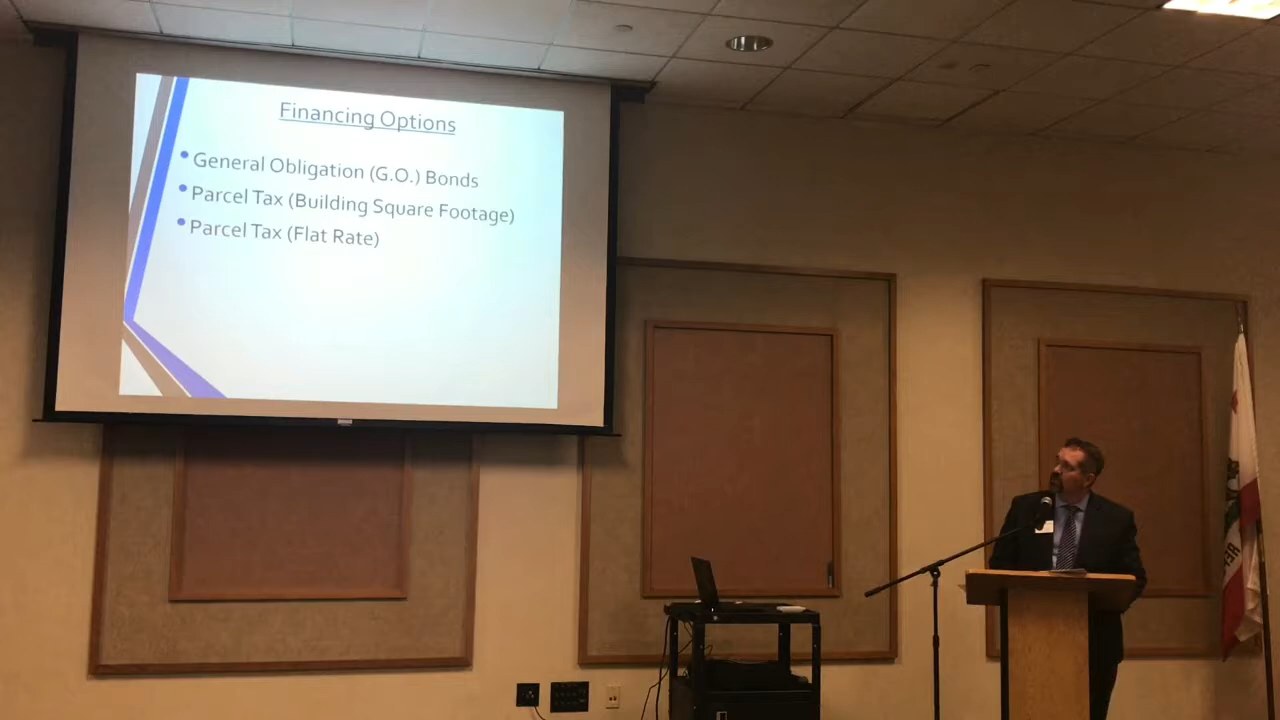 Financing Options
• General Obligation (G.O.) Bonds
• Parcel Tax (Building Square Footage)
• Parcel Tax (Flat Rate)